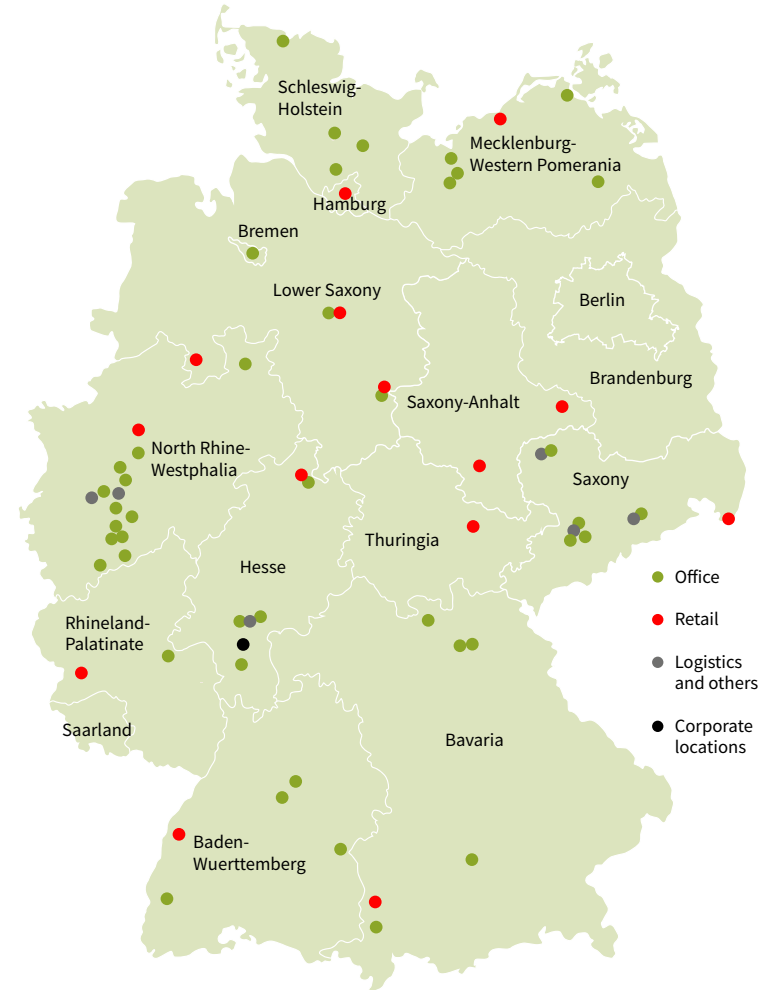 Schleswig-
Holstein
Mecklenburg-
Western Pomerania
Hamburg
Bremen
Lower Saxony
Berlin
Brandenburg
Saxony-Anhalt
North Rhine-
Westphalia
Saxony
Thuringia
Hesse
Rhineland-
Palatinate
Saarland
Bavaria
Baden-
Wuerttemberg
Office
Retail
Logistics
and others
Corporate
locations